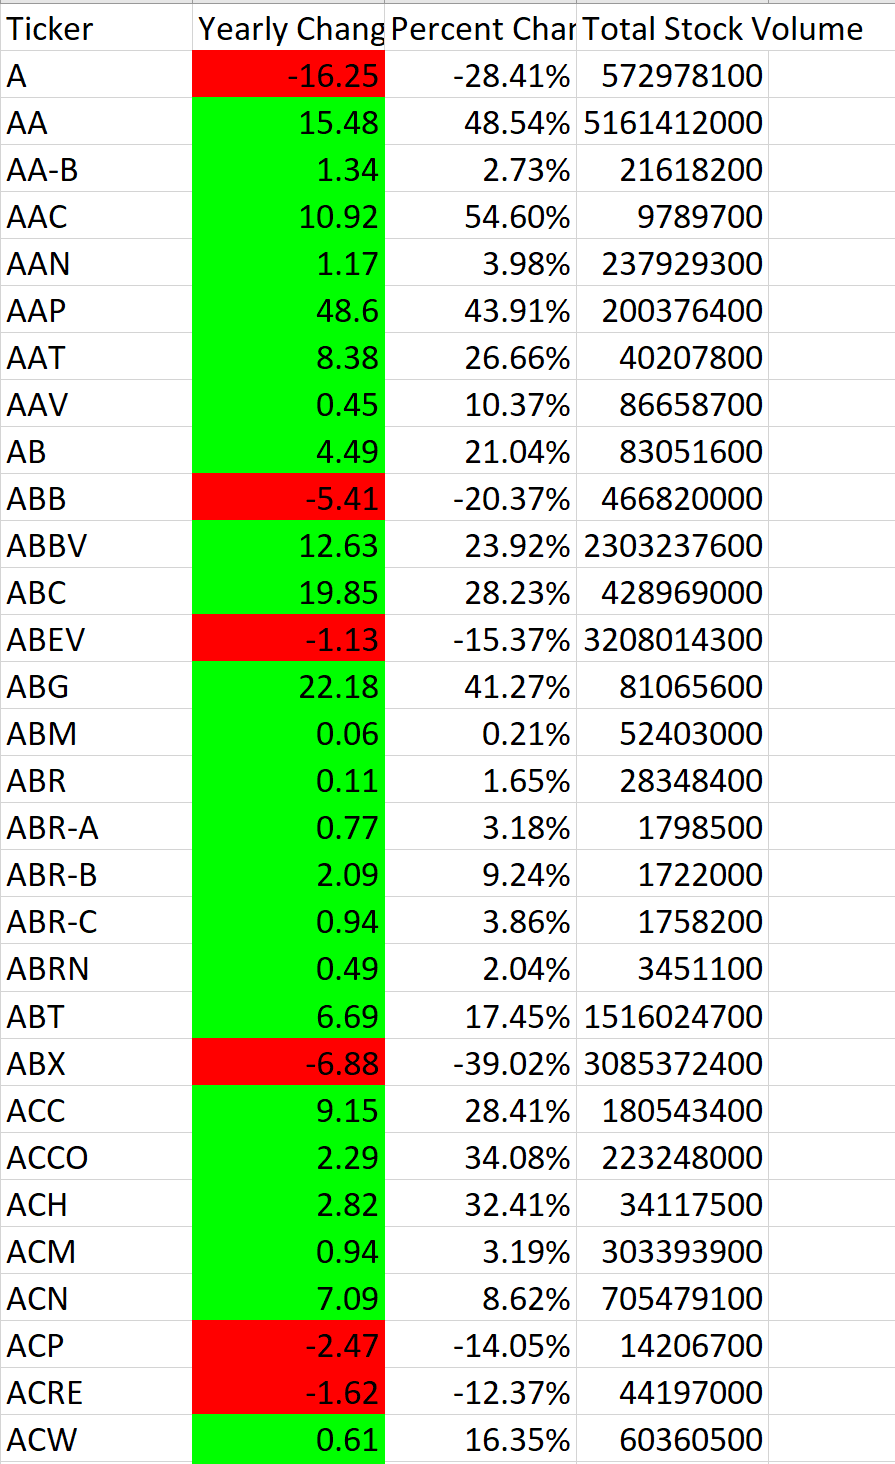 Ticker Yearly Chang Percent Char Total Stock Volume
A -16.25 -28.41% 572978100
AA 15.48 48.54% 5161412000
AA-B 1.34 2.73% 21618200
AAC 10.92 54.60% 9789700
AAN 1.17 3.98% 237929300
AAP 48.6 43.91% 200376400
AAT 8.38 26.66% 40207800
AAV 0.45 10.37% 86658700
AB 4.49 21.04% 83051600
ABB -5.41 -20.37% 466820000
ABBV 12.63 23.92% 2303237600
ABC 19.85 28.23% 428969000
ABEV -1.13 -15.37% 3208014300
ABG 22.18 41.27% 81065600
ABM 0.06 0.21% 52403000
ABR 0.11 1.65% 28348400
ABR-A 0.77 3.18% 1798500
ABR-B 2.09 9.24% 1722000
ABR-C 0.94 3.86% 1758200
ABRN 0.49 2.04% 3451100
ABT 6.69 17.45% 1516024700
ABX -6.88 -39.02% 3085372400
ACC 9.15 28.41% 180543400
ACCO 2.29 34.08% 223248000
ACH 2.82 32.41% 34117500
ACM 0.94 3.19% 303393900
ACN 7.09 8.62% 705479100
ACP -2.47 -14.05% 14206700
ACRE -1.62 -12.37% 44197000
ACW 0.61 16.35% 60360500